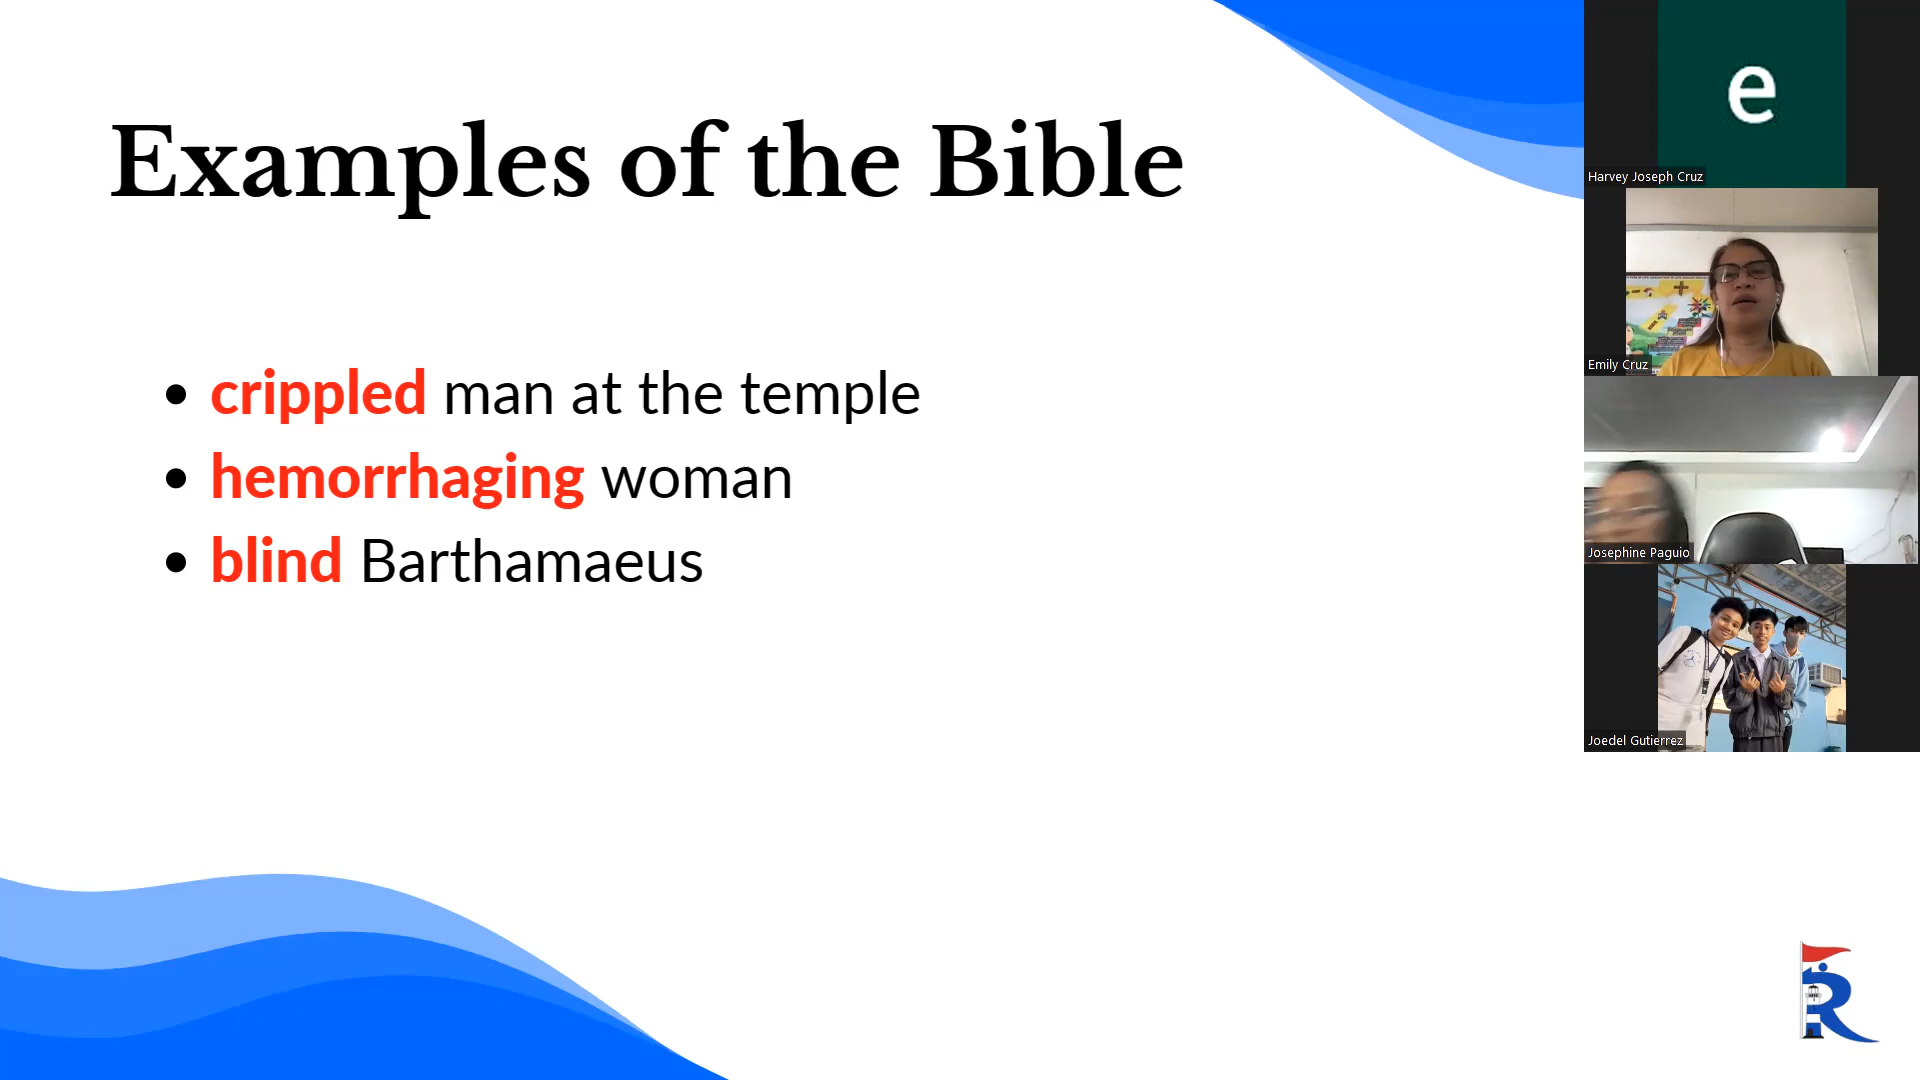 Examples of the Bible
• crippled man at the temple
• hemorrhaging woman
• blind Barthamaeus
e
Harvey Joseph Cruz
Emily Cruz
Josephine Paguio
Joedel Gutierrez
R